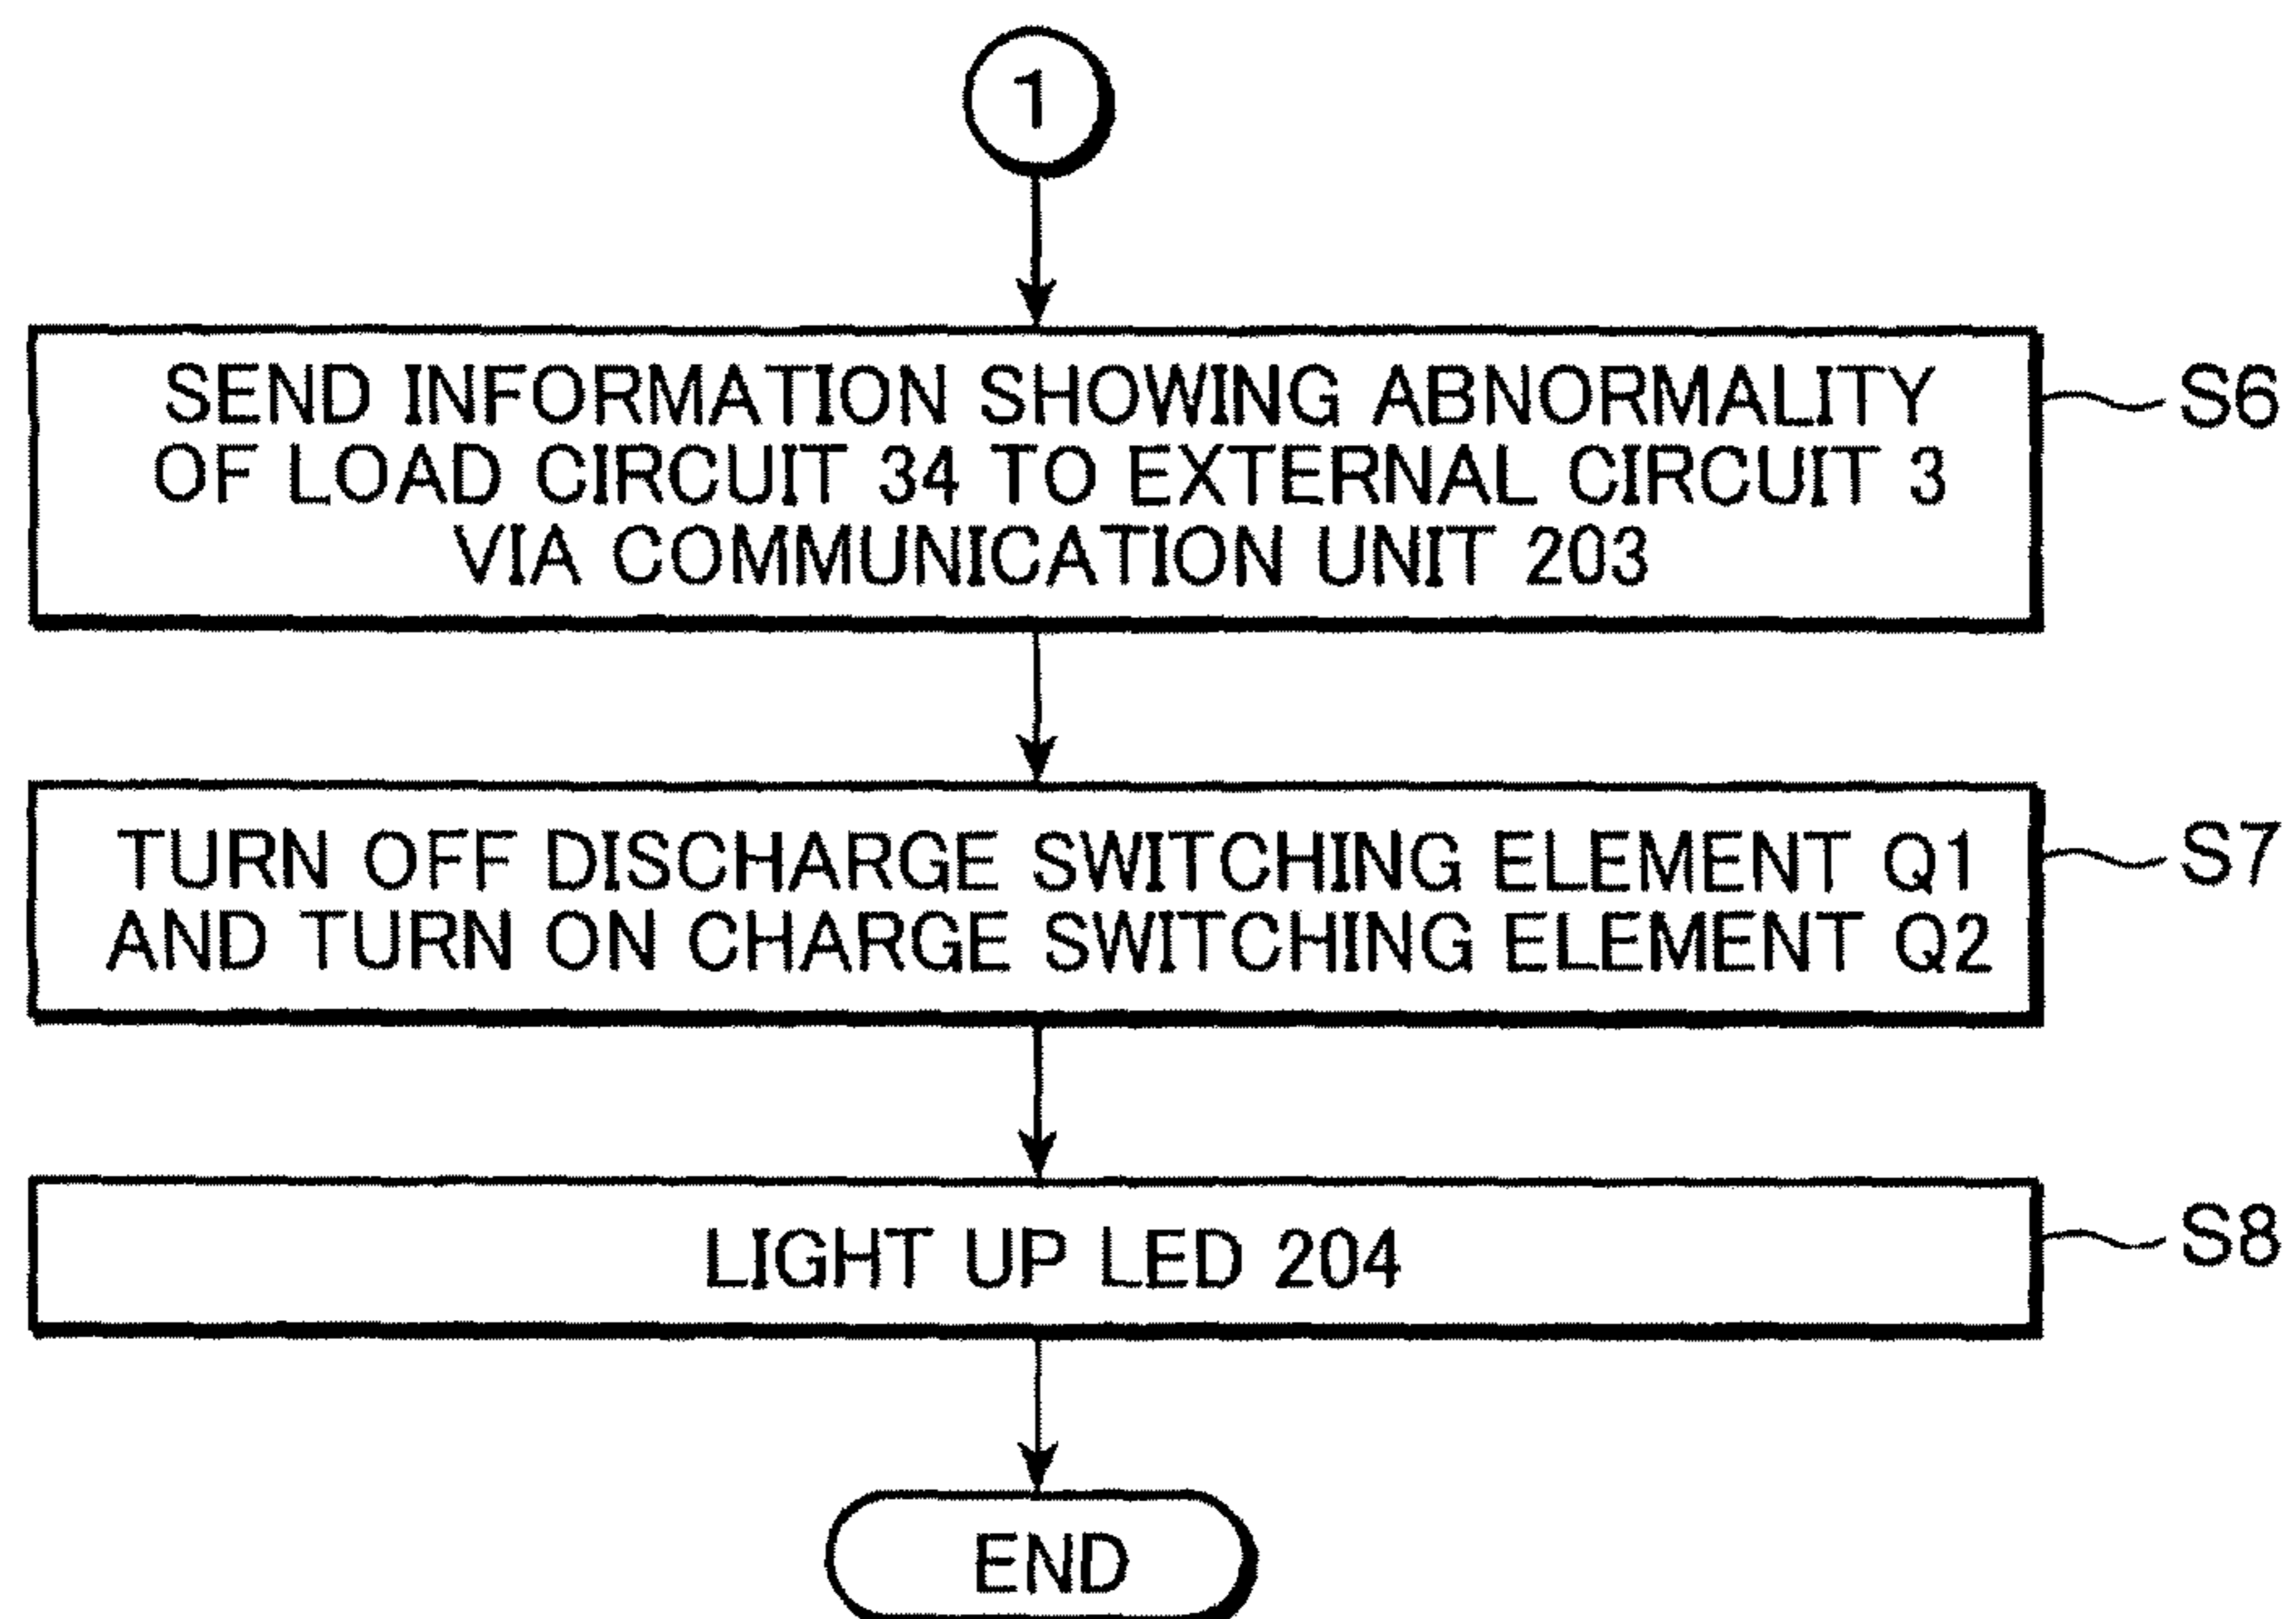 1
SEND INFORMATION SHOWING ABNORMALITY
OF LOAD CIRCUIT 34 TO EXTERNAL CIRCUIT 3
VIA COMMUNICATION UNIT 203
S6
TURN OFF DISCHARGE SWITCHING ELEMENT Q1
AND TURN ON CHARGE SWITCHING ELEMENT Q2
S7
LIGHT UP LED 204
S8
END